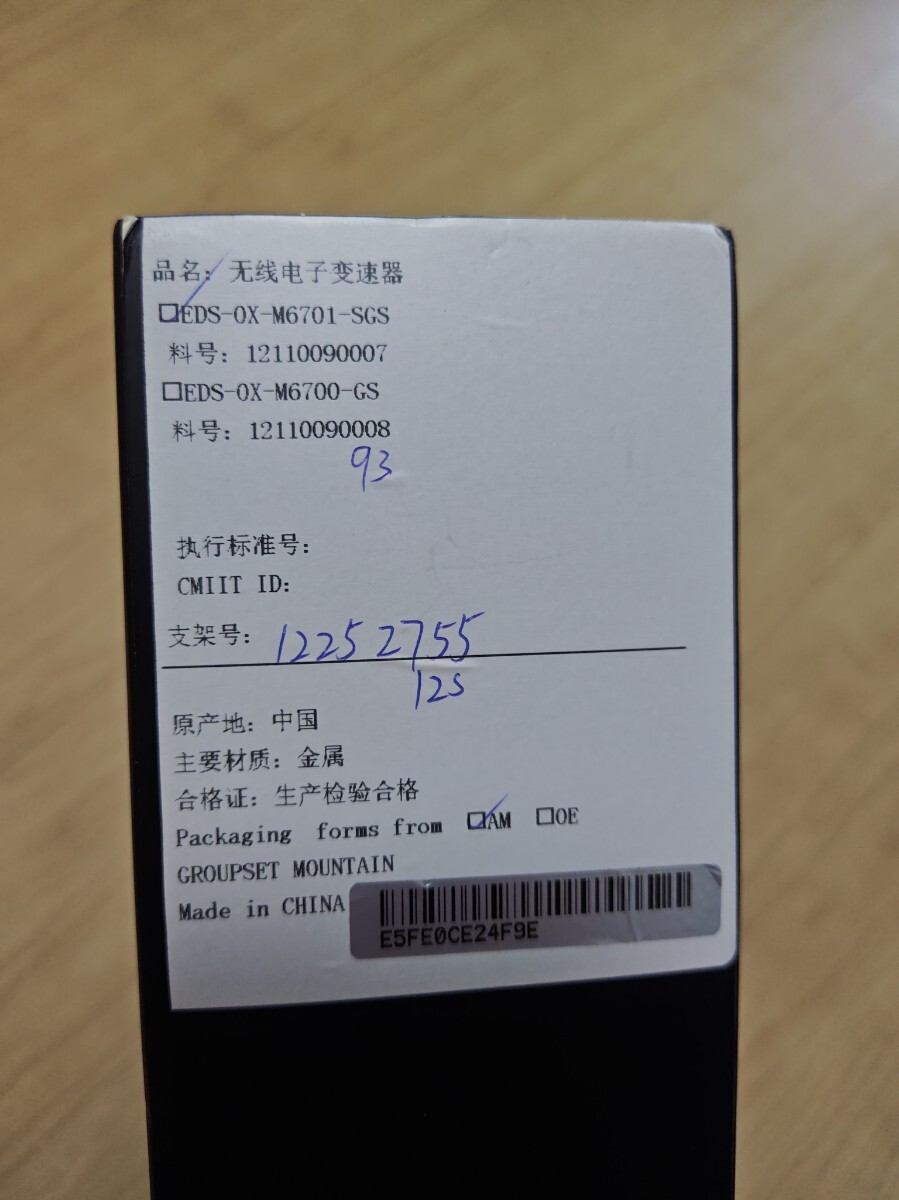 品名: 无线电子变速器
☑EDS-OX-M6701-SGS
料号: 12110090007
☐EDS-OX-M6700-GS
料号: 12110090008
93
执行标准号:
CMIIT ID:
支架号: 12252755
12S
原产地: 中国
主要材质: 金属
合格证: 生产检验合格
Packaging forms from ☑AM ☐OE
GROUPSET MOUNTAIN
Made in CHINA
E5FE0CE24F9E